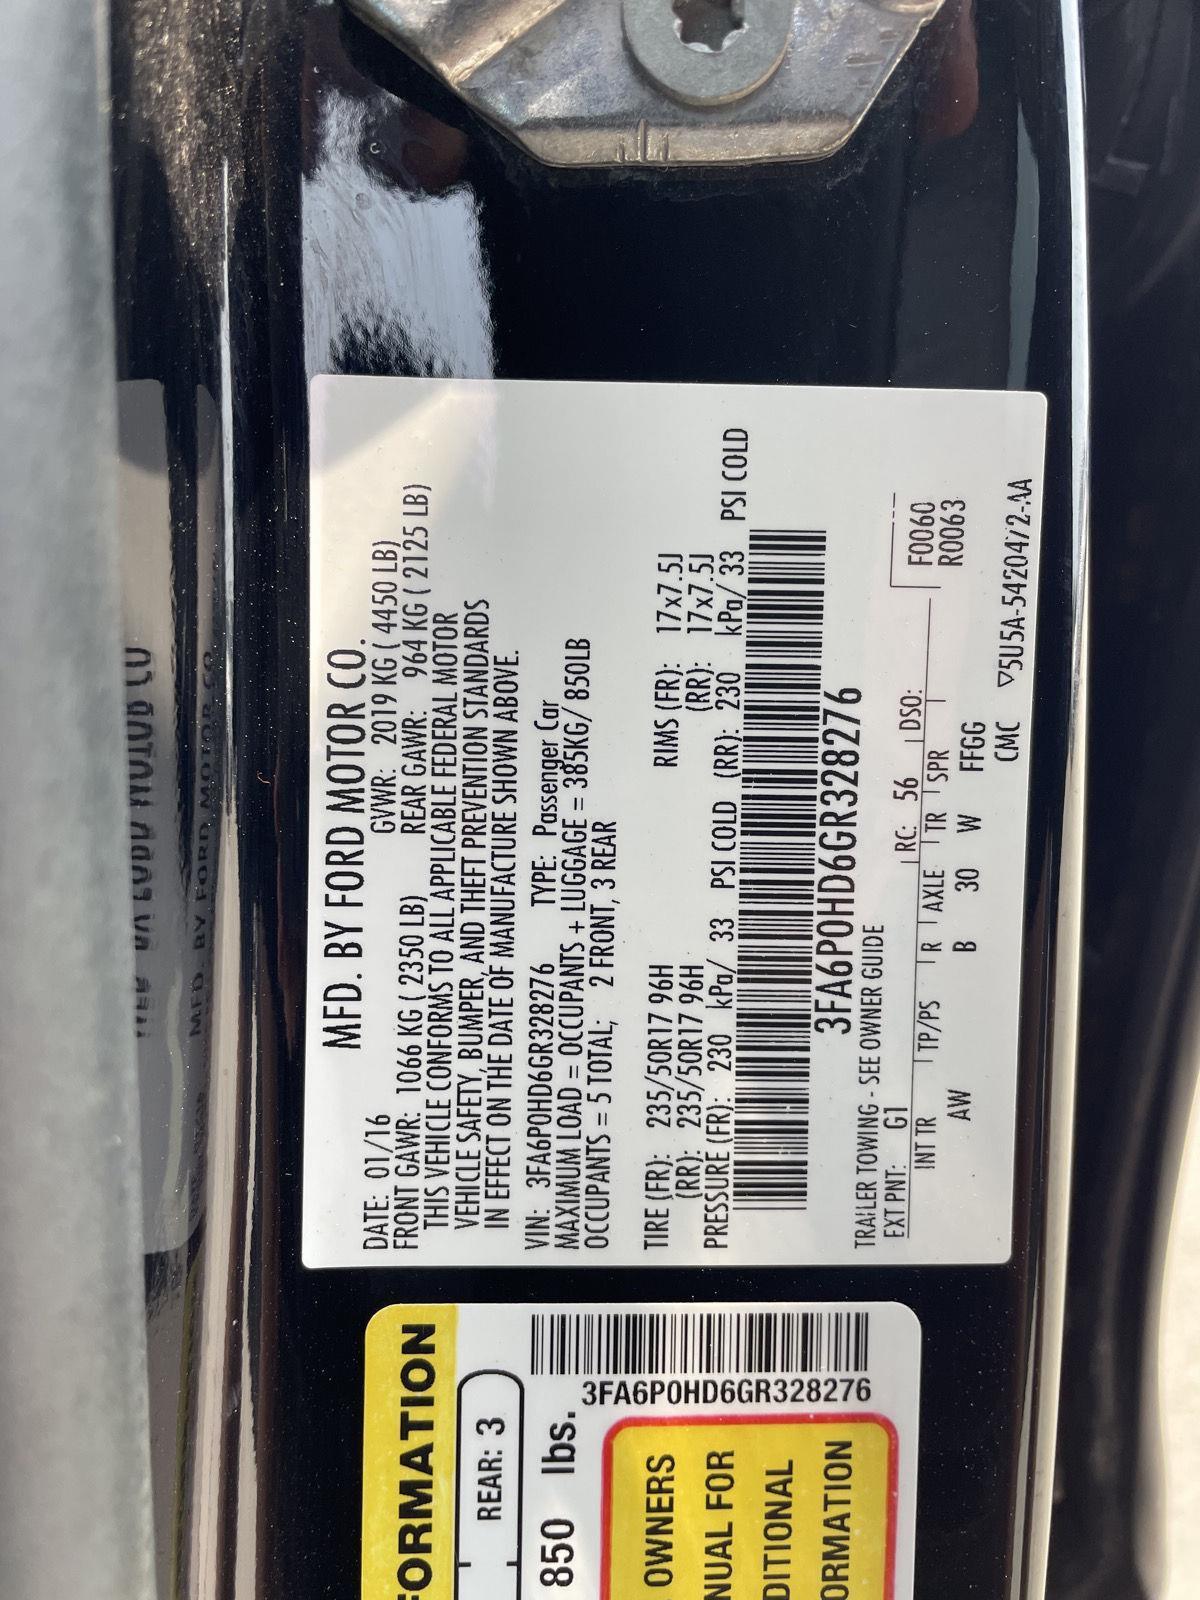 MFD. BY FORD MOTOR CO.
DATE: 01/16 GVWR: 2019 KG ( 4450 LB)
FRONT GAWR: 1066 KG ( 2350 LB) REAR GAWR: 964 KG ( 2125 LB)
THIS VEHICLE CONFORMS TO ALL APPLICABLE FEDERAL MOTOR
VEHICLE SAFETY, BUMPER, AND THEFT PREVENTION STANDARDS
IN EFFECT ON THE DATE OF MANUFACTURE SHOWN ABOVE.
VIN: 3FA6P0HD6GR328276 TYPE: Passenger Car
MAXIMUM LOAD = OCCUPANTS + LUGGAGE = 385KG/ 850LB
OCCUPANTS = 5 TOTAL, 2 FRONT, 3 REAR
TIRE (FR): 235/50R17 96H RIMS (FR): 17x7.5J
(RR): 235/50R17 96H (RR): 17x7.5J
PRESSURE (FR): 230 kPa/ 33 PSI COLD (RR): 230 kPa/ 33 PSI COLD
3FA6P0HD6GR328276
TRAILER TOWING - SEE OWNER GUIDE
EXT PNT: G1 RC: 56 DSO:
INT TR TP/PS R AXLE TR SPR F0060
AW B 30 W FFGG R0063
CMC ▽5U5A-5420472-AA
FORMATION
REAR: 3
850 lbs.
3FA6P0HD6GR328276
OWNERS
NUAL FOR
DITIONAL
ORMATION